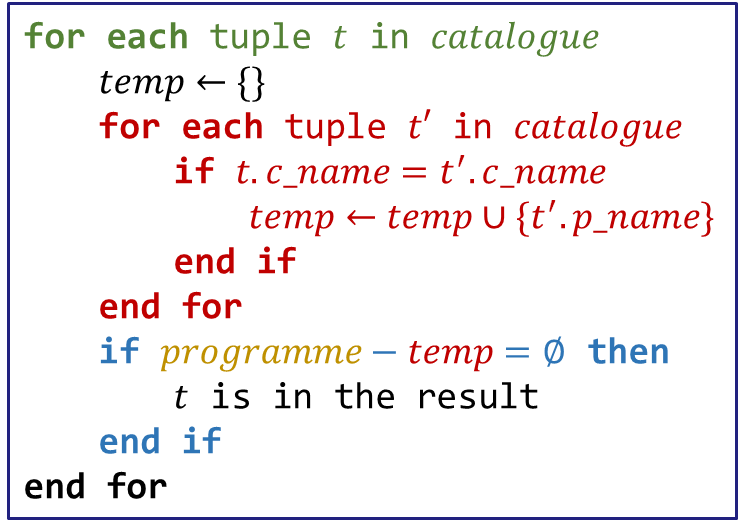 for each tuple t in catalogue
temp ← {}
for each tuple t′ in catalogue
if t.c_name = t′.c_name
temp ← temp ∪ {t′.p_name}
end if
end for
if programme − temp = ∅ then
t is in the result
end if
end for